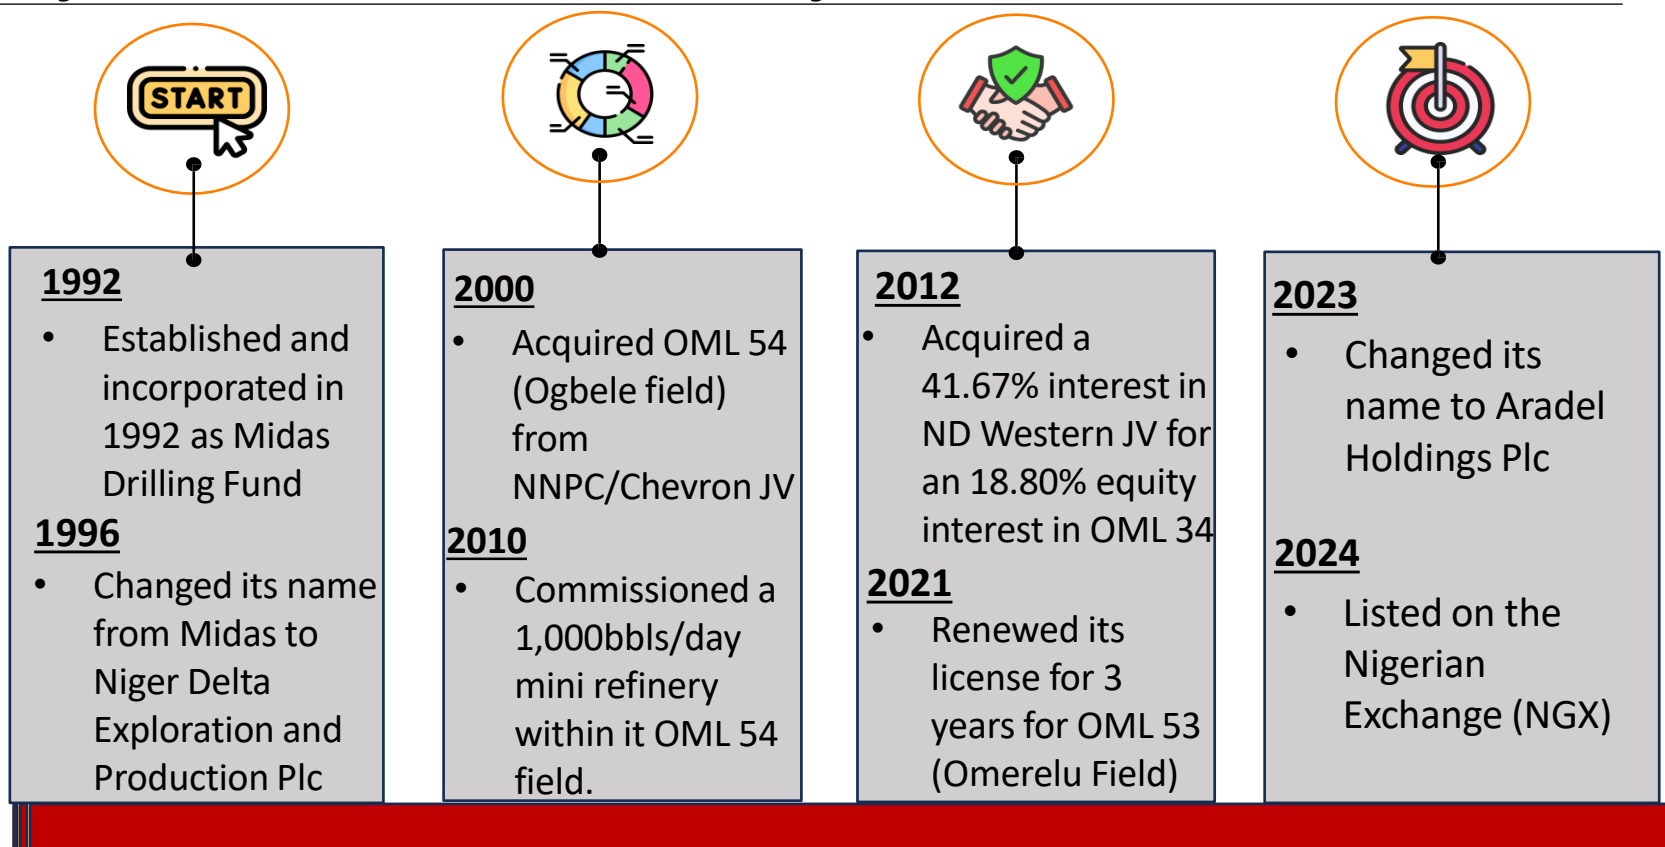 START
1992
• Established and
incorporated in
1992 as Midas
Drilling Fund
1996
• Changed its name
from Midas to
Niger Delta
Exploration and
Production Plc
2000
• Acquired OML 54
(Ogbele field)
from
NNPC/Chevron JV
2010
• Commissioned a
1,000bbls/day
mini refinery
within it OML 54
field.
2012
• Acquired a
41.67% interest in
ND Western JV for
an 18.80% equity
interest in OML 34
2021
• Renewed its
license for 3
years for OML 53
(Omerelu Field)
2023
• Changed its
name to Aradel
Holdings Plc
2024
• Listed on the
Nigerian
Exchange (NGX)